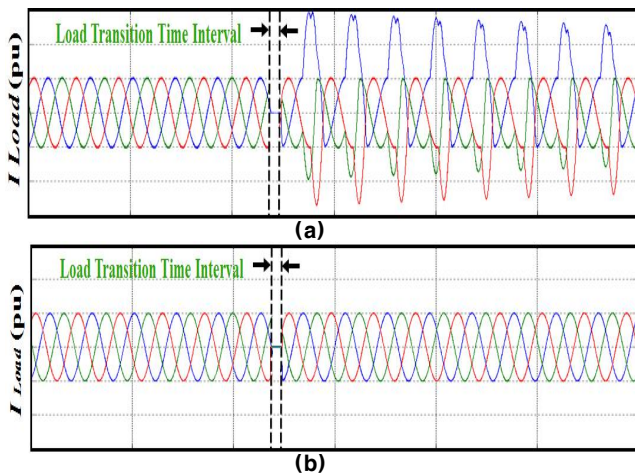 Load Transition Time Interval
I Load (pu)
(a)
Load Transition Time Interval
I Load (pu)
(b)